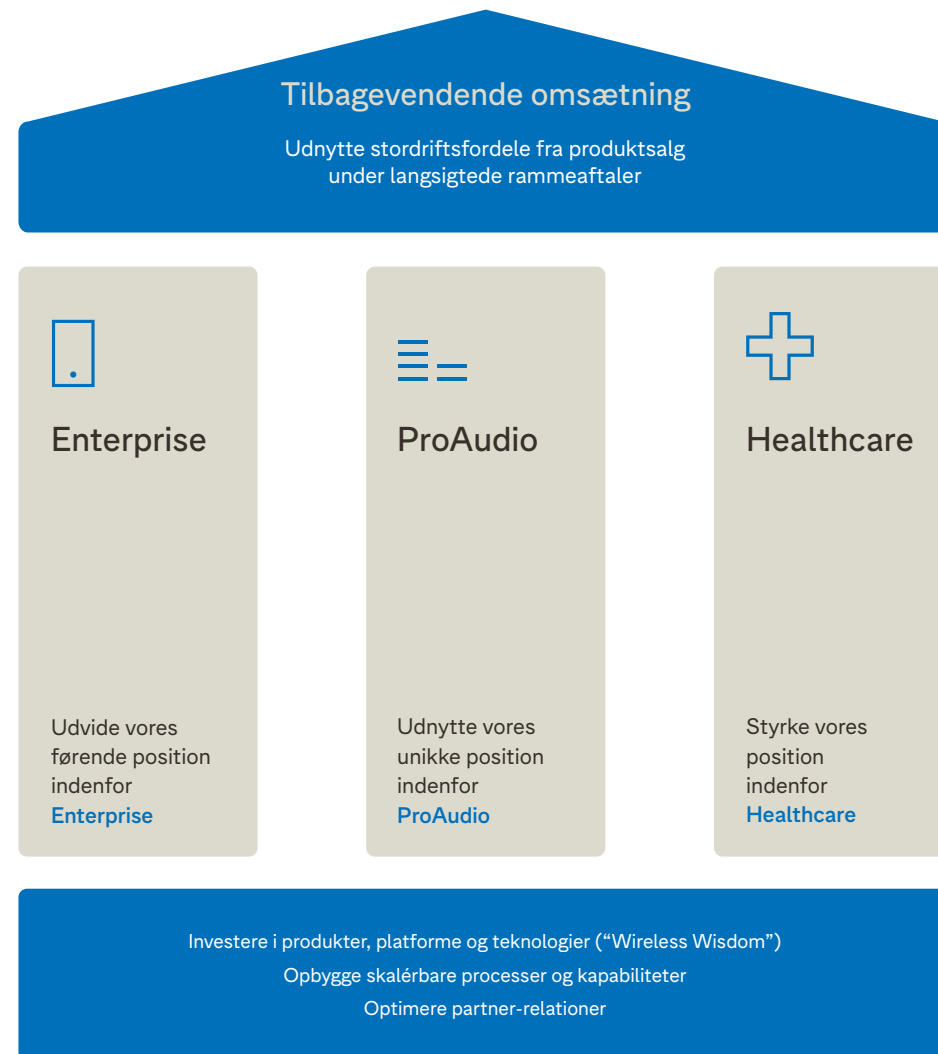 Tilbagevendende omsætning
Udnytte stordriftsfordele fra produktsalg
under langsigtede rammeaftaler
Enterprise
Udvide vores
førende position
indenfor
Enterprise
ProAudio
Udnytte vores
unikke position
indenfor
ProAudio
Healthcare
Styrke vores
position
indenfor
Healthcare
Investere i produkter, platforme og teknologier (“Wireless Wisdom”)
Opbygge skalérbare processer og kapabiliteter
Optimere partner-relationer